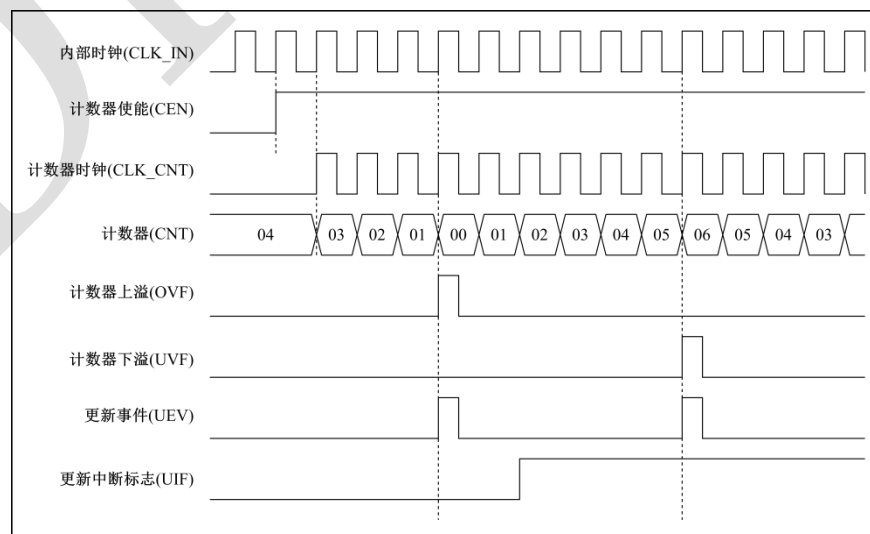 内部时钟(CLK_IN)
计数器使能(CEN)
计数器时钟(CLK_CNT)
计数器(CNT)
04 03 02 01 00 01 02 03 04 05 06 05 04 03
计数器上溢(OVF)
计数器下溢(UVF)
更新事件(UEV)
更新中断标志(UIF)